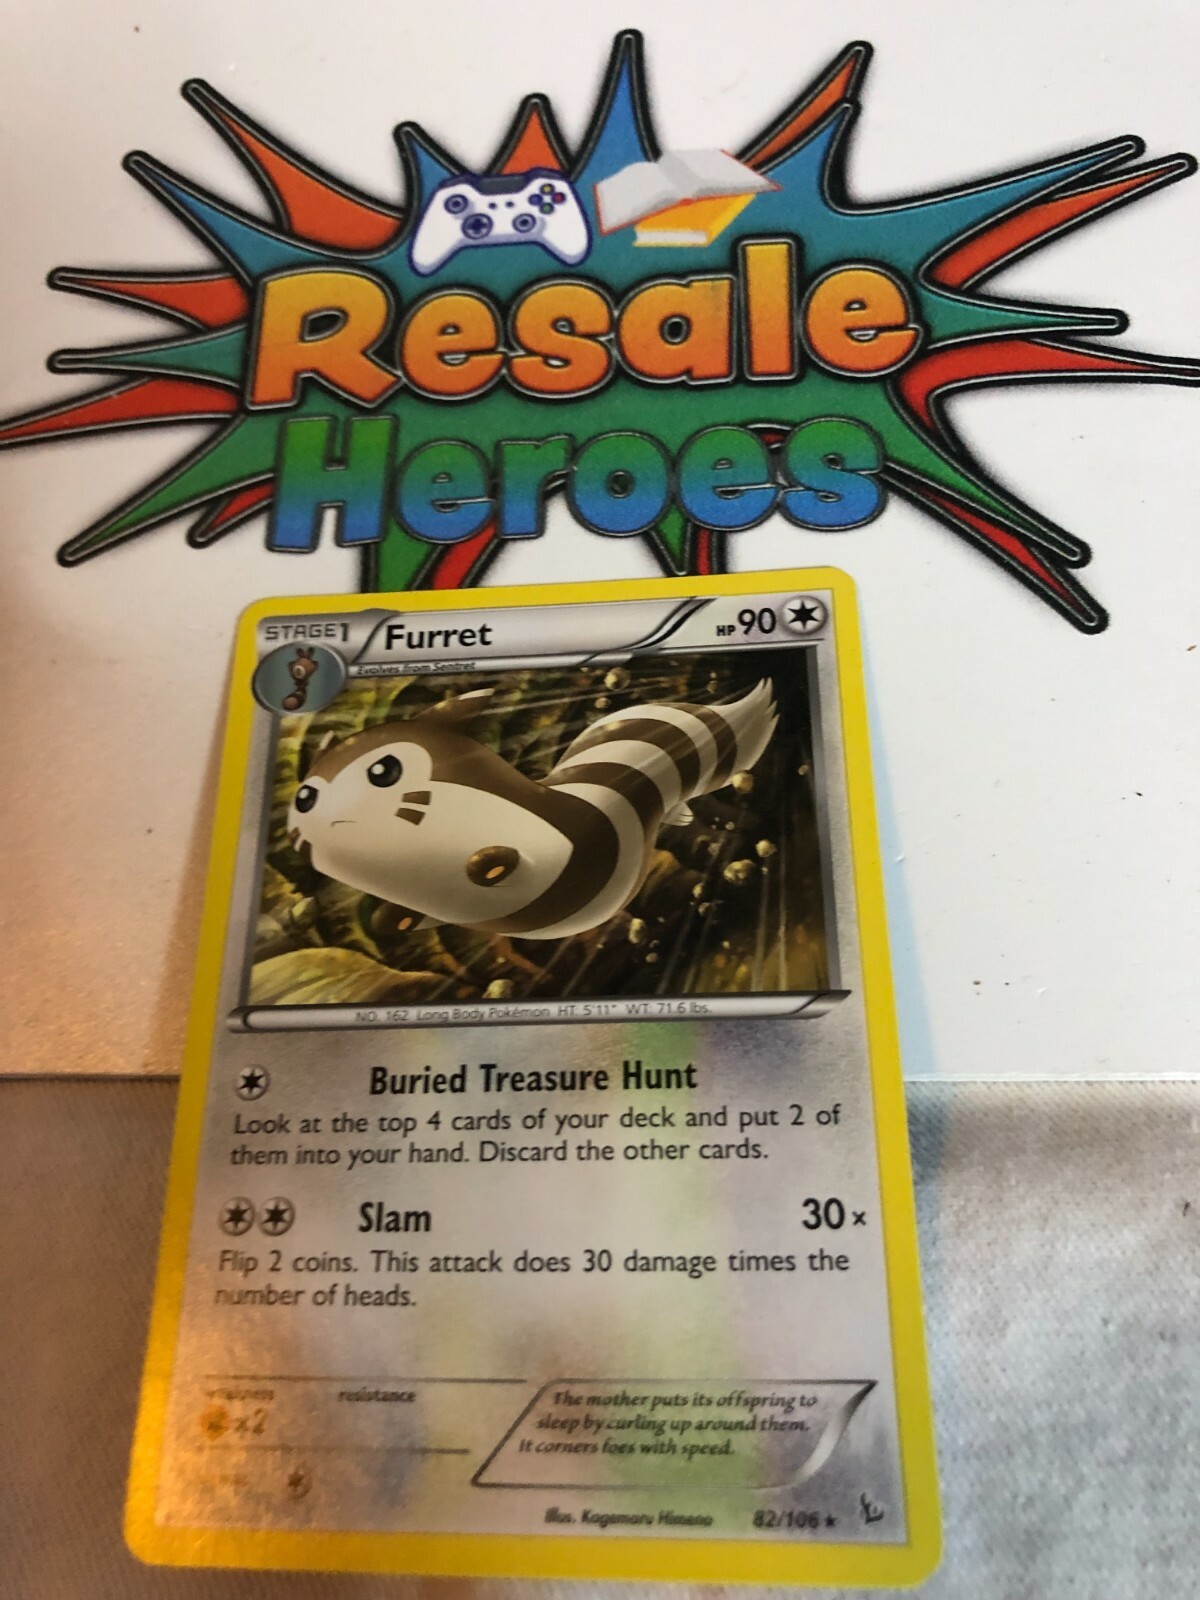 Resale
Heroes
STAGE1
Furret
HP 90
Evolves from Sentret
NO. 162 Long Body Pokémon HT: 5'11" WT: 71.6 lbs.
Buried Treasure Hunt
Look at the top 4 cards of your deck and put 2 of
them into your hand. Discard the other cards.
Slam 30×
Flip 2 coins. This attack does 30 damage times the
number of heads.
weakness resistance
×2
The mother puts its offspring to
sleep by curling up around them.
It corners foes with speed.
Illus. Kagemaru Himeno 82/106 ★